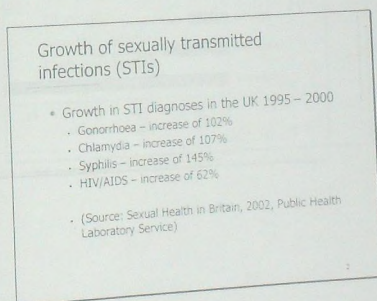 Growth of sexually transmitted
infections (STIs)
• Growth in STI diagnoses in the UK 1995 – 2000
• Gonorrhoea – increase of 102%
• Chlamydia – increase of 107%
• Syphilis – increase of 145%
• HIV/AIDS – increase of 62%
• (Source: Sexual Health in Britain, 2002, Public Health
Laboratory Service)
2